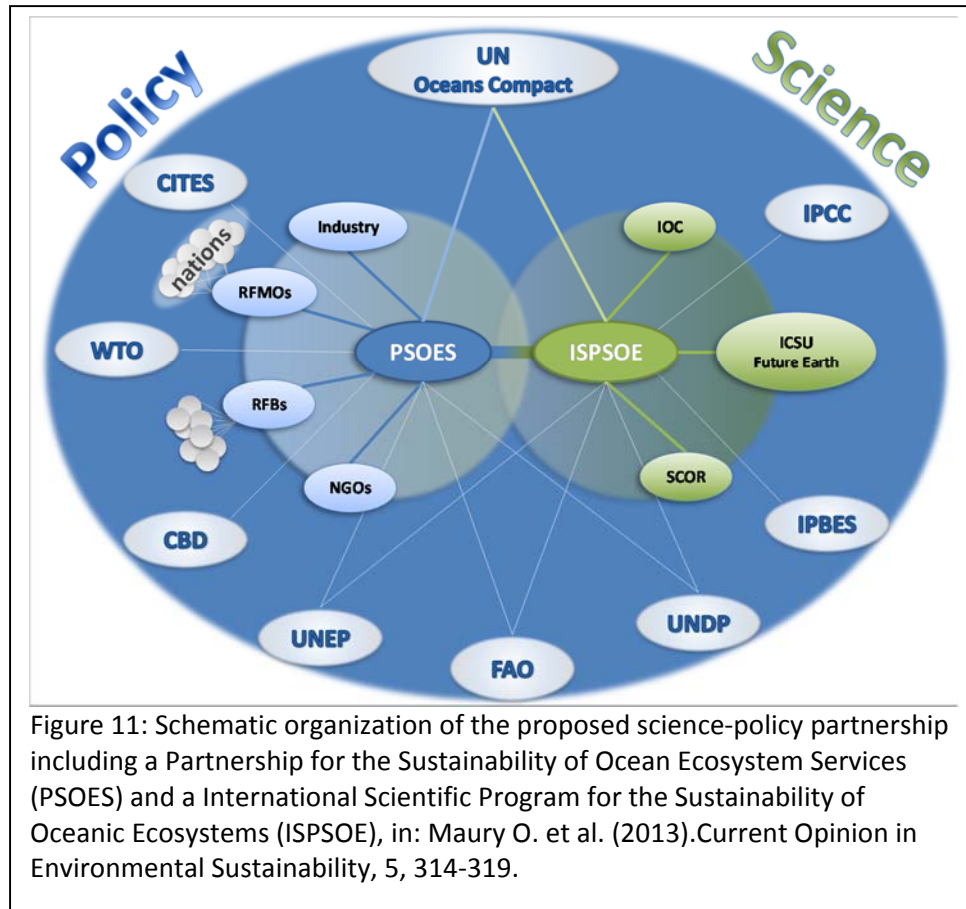 Policy
Science
UN
Oceans Compact
CITES
IPCC
Industry
IOC
nations
RFMOs
WTO
PSOES
ISPSOE
ICSU
Future Earth
RFBs
NGOs
SCOR
CBD
IPBES
UNEP
FAO
UNDP
Figure 11: Schematic organization of the proposed science-policy partnership
including a Partnership for the Sustainability of Ocean Ecosystem Services
(PSOES) and a International Scientific Program for the Sustainability of
Oceanic Ecosystems (ISPSOE), in: Maury O. et al. (2013).Current Opinion in
Environmental Sustainability, 5, 314-319.